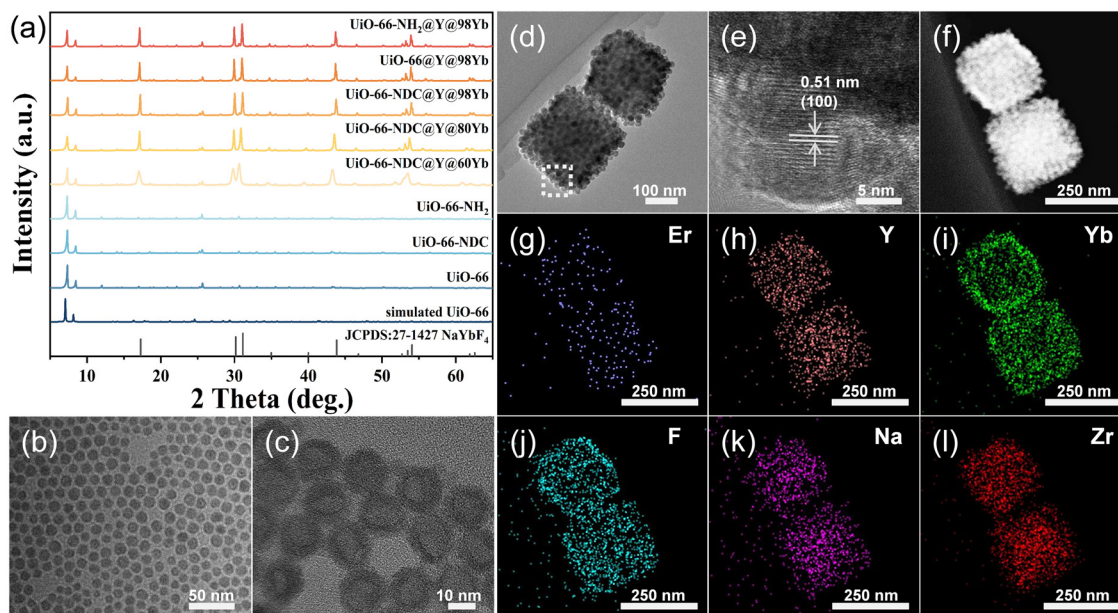 (a)
UiO-66-NH₂@Y@98Yb
UiO-66@Y@98Yb
UiO-66-NDC@Y@98Yb
UiO-66-NDC@Y@80Yb
UiO-66-NDC@Y@60Yb
UiO-66-NH₂
UiO-66-NDC
UiO-66
simulated UiO-66
JCPDS:27-1427 NaYbF₄
Intensity (a.u.)
10 20 30 40 50 60
2 Theta (deg.)
(b)
50 nm
(c)
10 nm
(d)
100 nm
(e)
0.51 nm
(100)
5 nm
(f)
250 nm
(g) Er
250 nm
(h) Y
250 nm
(i) Yb
250 nm
(j) F
250 nm
(k) Na
250 nm
(l) Zr
250 nm